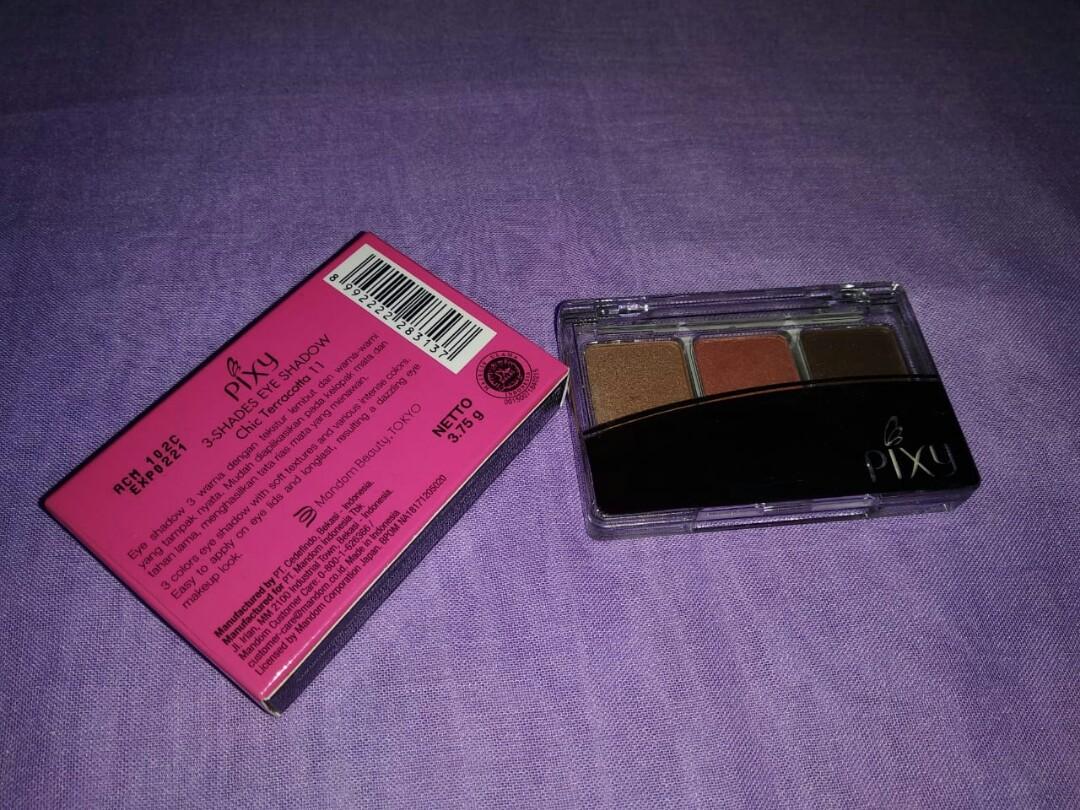 8 992222 283137
pixy
3-SHADES EYE SHADOW
Chic Terracotta 11
RCM 102C
EXP0221
Eye shadow 3 warna dengan tekstur lembut dan warna-warni
yang tampak nyata. Mudah diaplikasikan pada kelopak mata dan
tahan lama, menghasilkan tata rias mata yang menawan.
3 colors eye shadow with soft textures and various intense colors.
Easy to apply on eye lids and longlast, resulting a dazzling eye
makeup look.
Mandom Beauty, TOKYO
NETTO
3.75 g
Manufactured by PT. Cedefindo, Bekasi - Indonesia.
Manufactured for PT. Mandom Indonesia Tbk.
Jl. Irian, MM 2100 Industrial Town, Bekasi - Indonesia.
Mandom Customer Care: 0-800-1-626366 /
customer-care@mandom.co.id. Made in Indonesia
Licensed by Mandom Corporation Japan. BPOM NA18171205620
pixy